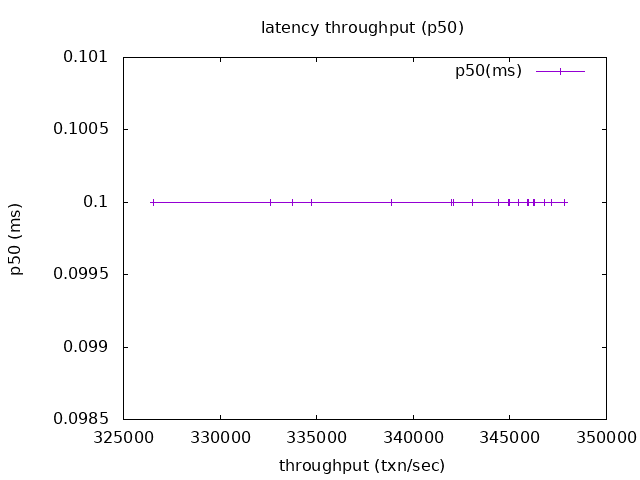 latency throughput (p50)
p50(ms)
0.101
0.1005
0.1
0.0995
0.099
0.0985
p50 (ms)
325000 330000 335000 340000 345000 350000
throughput (txn/sec)